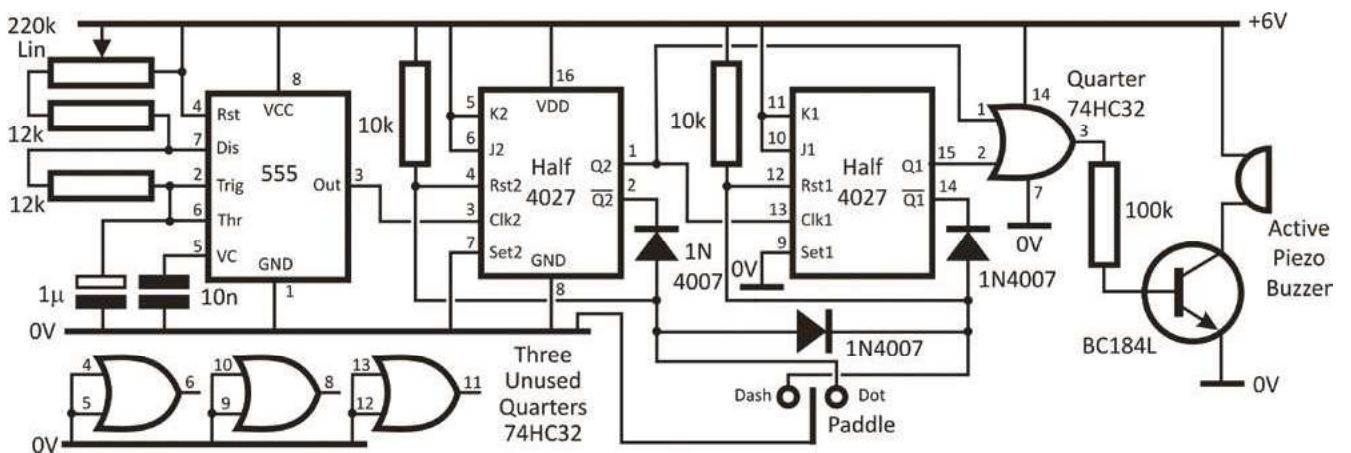 220k
Lin
12k
12k
1μ
10n
0V
4
7
2
6
5
Rst
Dis
Trig
Thr
VC
8
VCC
555
Out
3
GND
1
10k
5
6
4
3
7
K2
J2
Rst2
Clk2
Set2
16
VDD
Half
4027
Q2
Q2
1
2
GND
8
1N
4007
10k
11
10
12
13
9
K1
J1
Rst1
Clk1
Set1
0V
Half
4027
Q1
Q1
15
14
1N4007
1N4007
Quarter
74HC32
14
1
2
3
7
0V
100k
+6V
Active
Piezo
Buzzer
BC184L
0V
Dash
Dot
Paddle
4
5
6
10
9
8
13
12
11
0V
Three
Unused
Quarters
74HC32